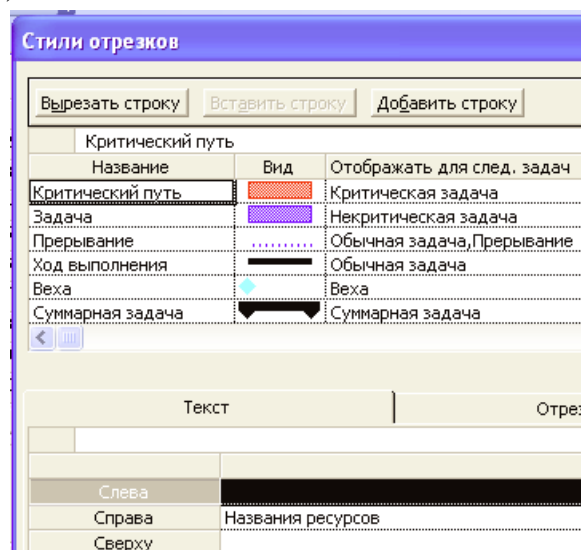 Стили отрезков
Вырезать строку Вставить строку Добавить строку
Критический путь
Название Вид Отображать для след. задач
Критический путь Критическая задача
Задача Некритическая задача
Прерывание Обычная задача,Прерывание
Ход выполнения Обычная задача
Веха Веха
Суммарная задача Суммарная задача
Текст Отрез
Слева
Справа Названия ресурсов
Сверху